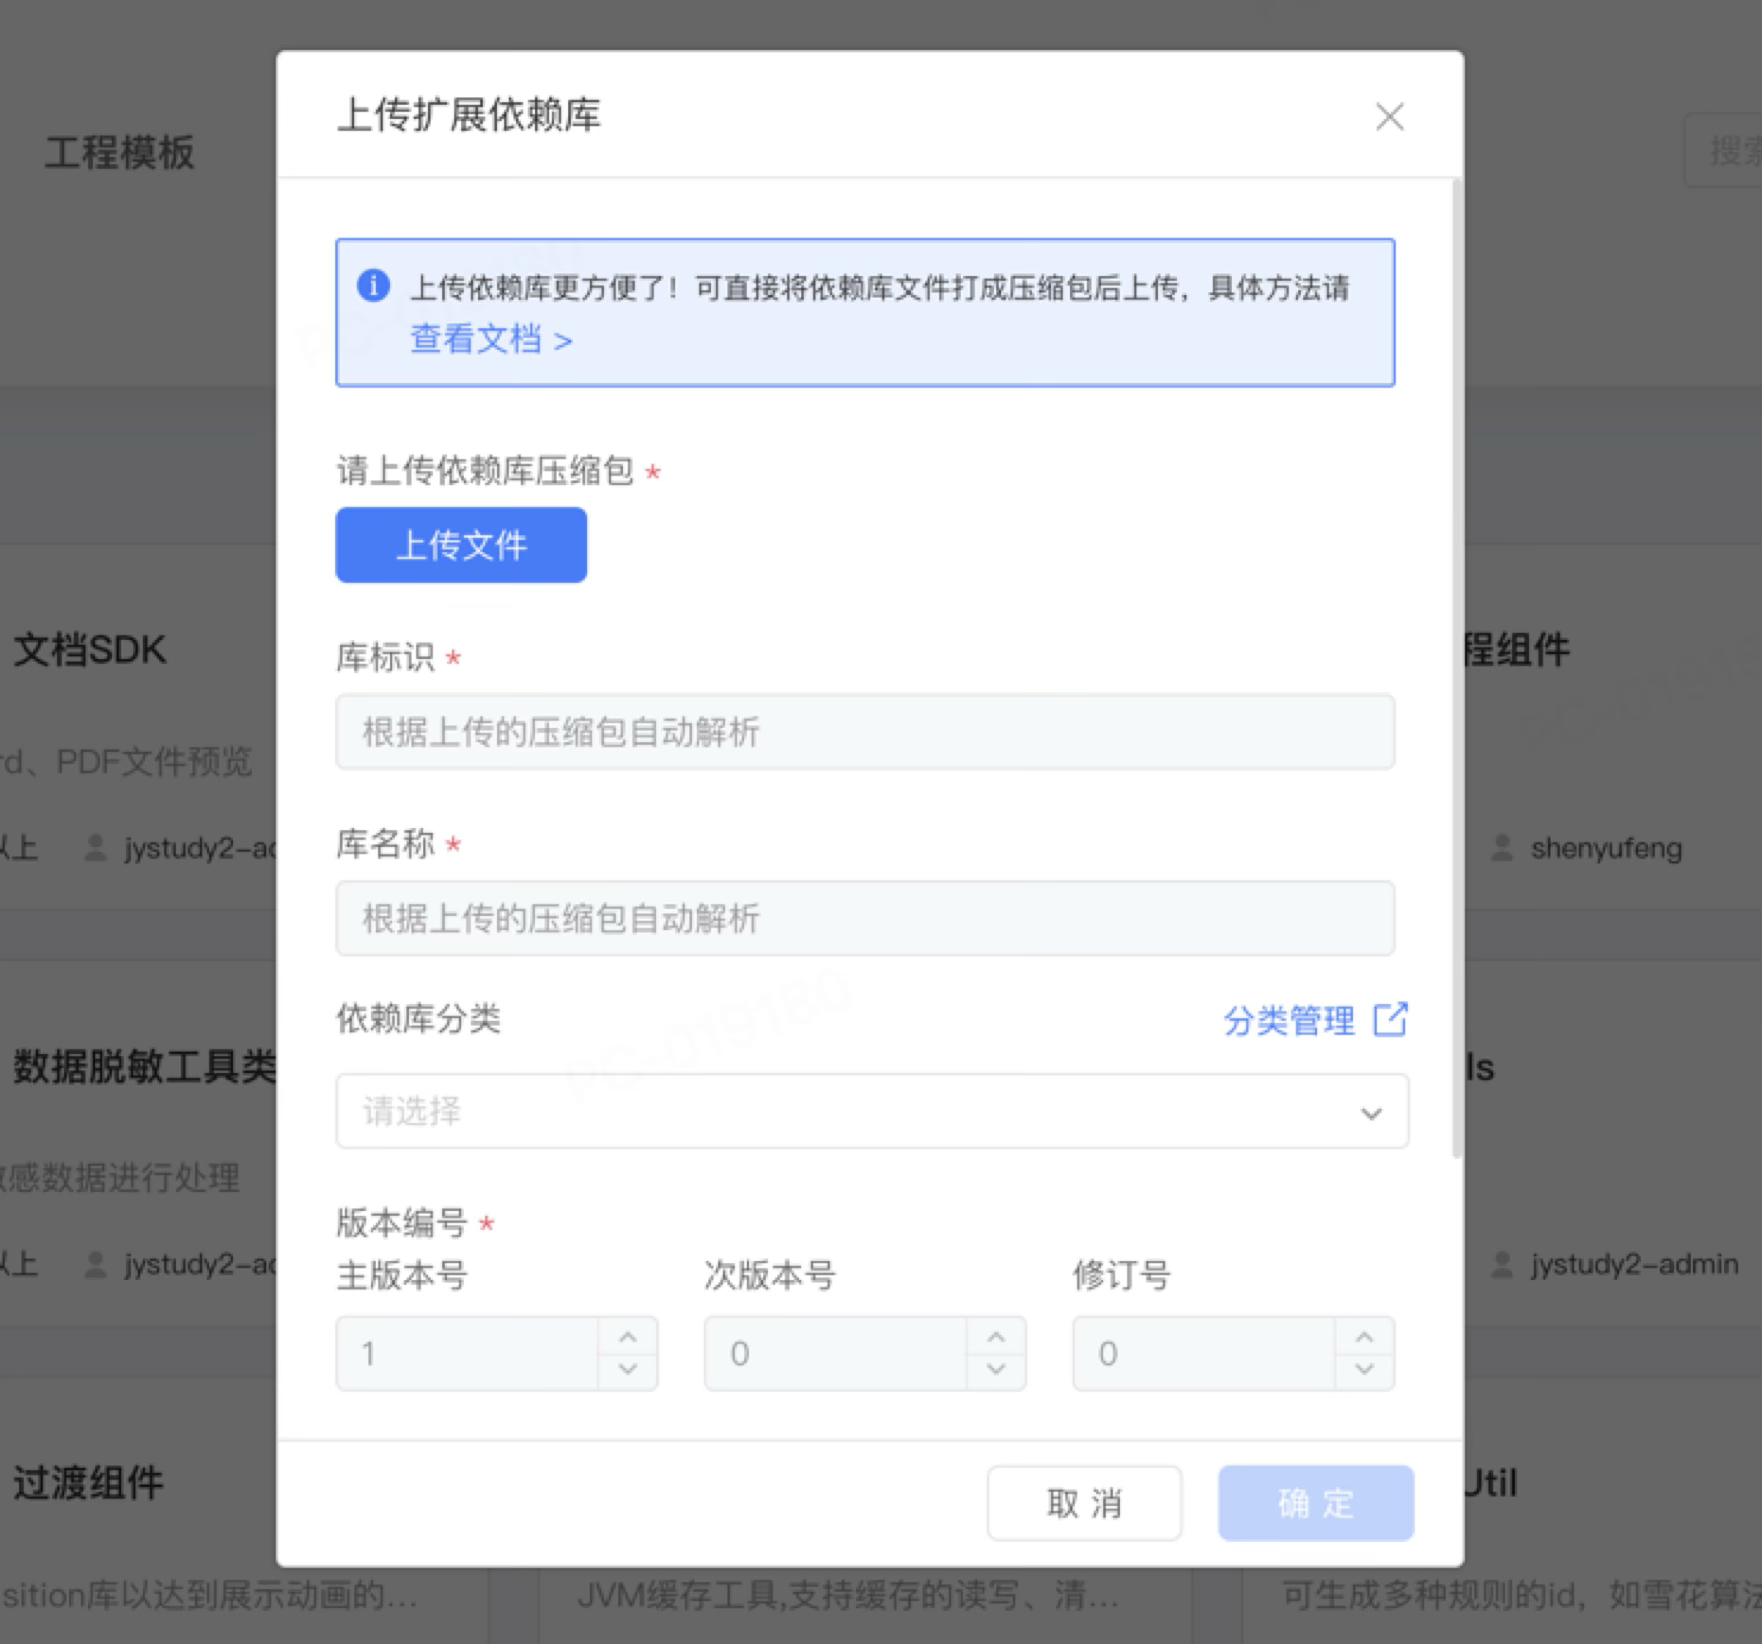 上传扩展依赖库
工程模板
搜索
上传依赖库更方便了！可直接将依赖库文件打成压缩包后上传，具体方法请
查看文档 >
请上传依赖库压缩包 *
上传文件
库标识 *
文档SDK
程组件
根据上传的压缩包自动解析
rd、PDF文件预览
库名称 *
以上
jystudy2-ad
shenyufeng
根据上传的压缩包自动解析
PC-019180
依赖库分类
分类管理
数据脱敏工具类
ls
请选择
感数据进行处理
版本编号 *
以上
jystudy2-ad
jystudy2-admin
主版本号
次版本号
修订号
1
0
0
过渡组件
Util
取 消
确 定
sition库以达到展示动画的...
JVM缓存工具,支持缓存的读写、清...
可生成多种规则的id，如雪花算法